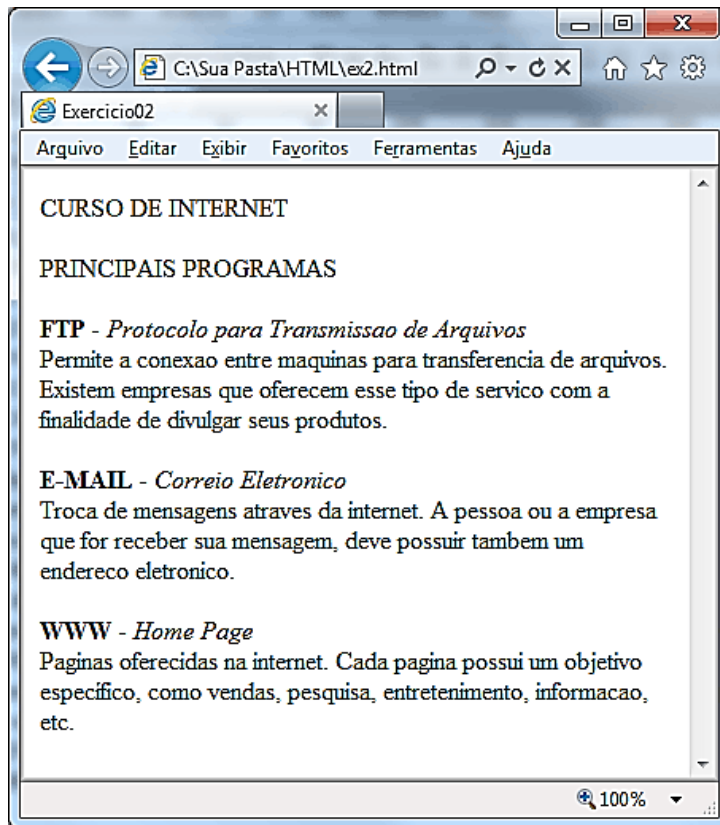 C:\Sua Pasta\HTML\ex2.html
Exercicio02
Arquivo Editar Exibir Favoritos Ferramentas Ajuda
CURSO DE INTERNET
PRINCIPAIS PROGRAMAS
FTP - Protocolo para Transmissao de Arquivos
Permite a conexao entre maquinas para transferencia de arquivos.
Existem empresas que oferecem esse tipo de servico com a
finalidade de divulgar seus produtos.
E-MAIL - Correio Eletronico
Troca de mensagens atraves da internet. A pessoa ou a empresa
que for receber sua mensagem, deve possuir tambem um
endereco eletronico.
WWW - Home Page
Paginas oferecidas na internet. Cada pagina possui um objetivo
específico, como vendas, pesquisa, entretenimento, informacao,
etc.
100%